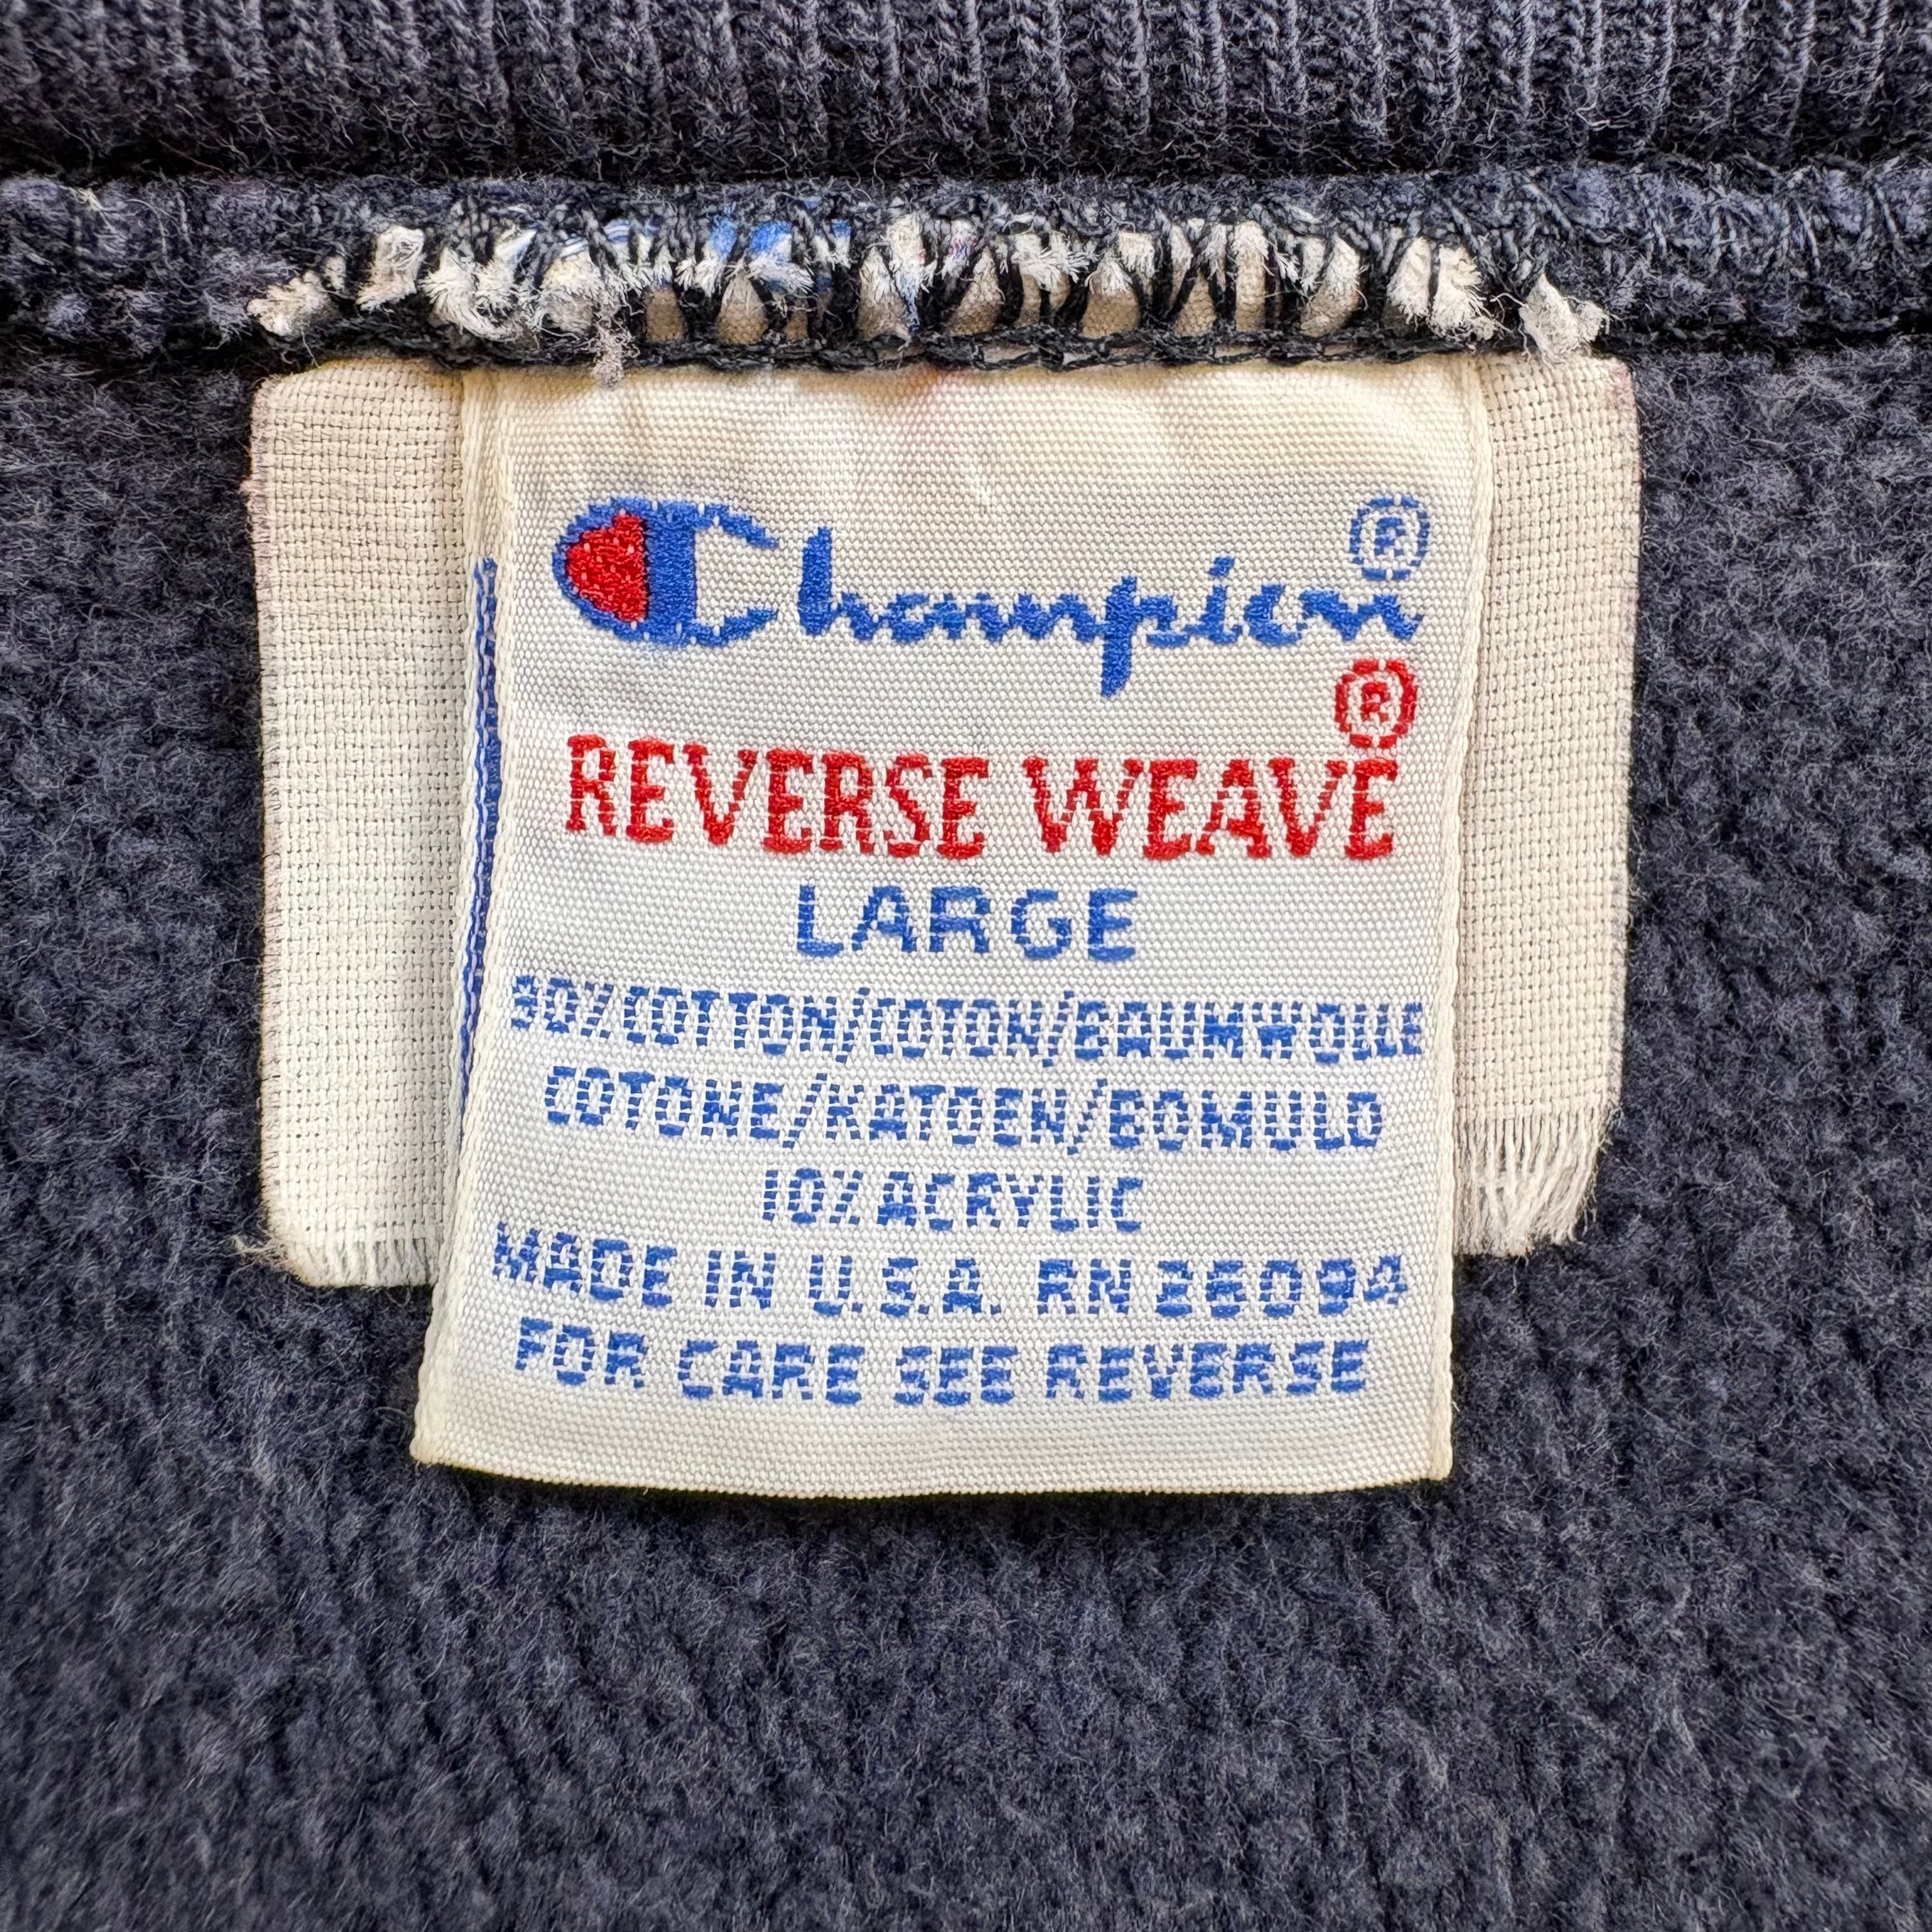 Champion®
REVERSE WEAVE®
LARGE
90%COTTON/COTON/BAUMWOLLE
COTONE/KATOEN/BOMULD
10%ACRYLIC
MADE IN U.S.A. RN 26094
FOR CARE SEE REVERSE